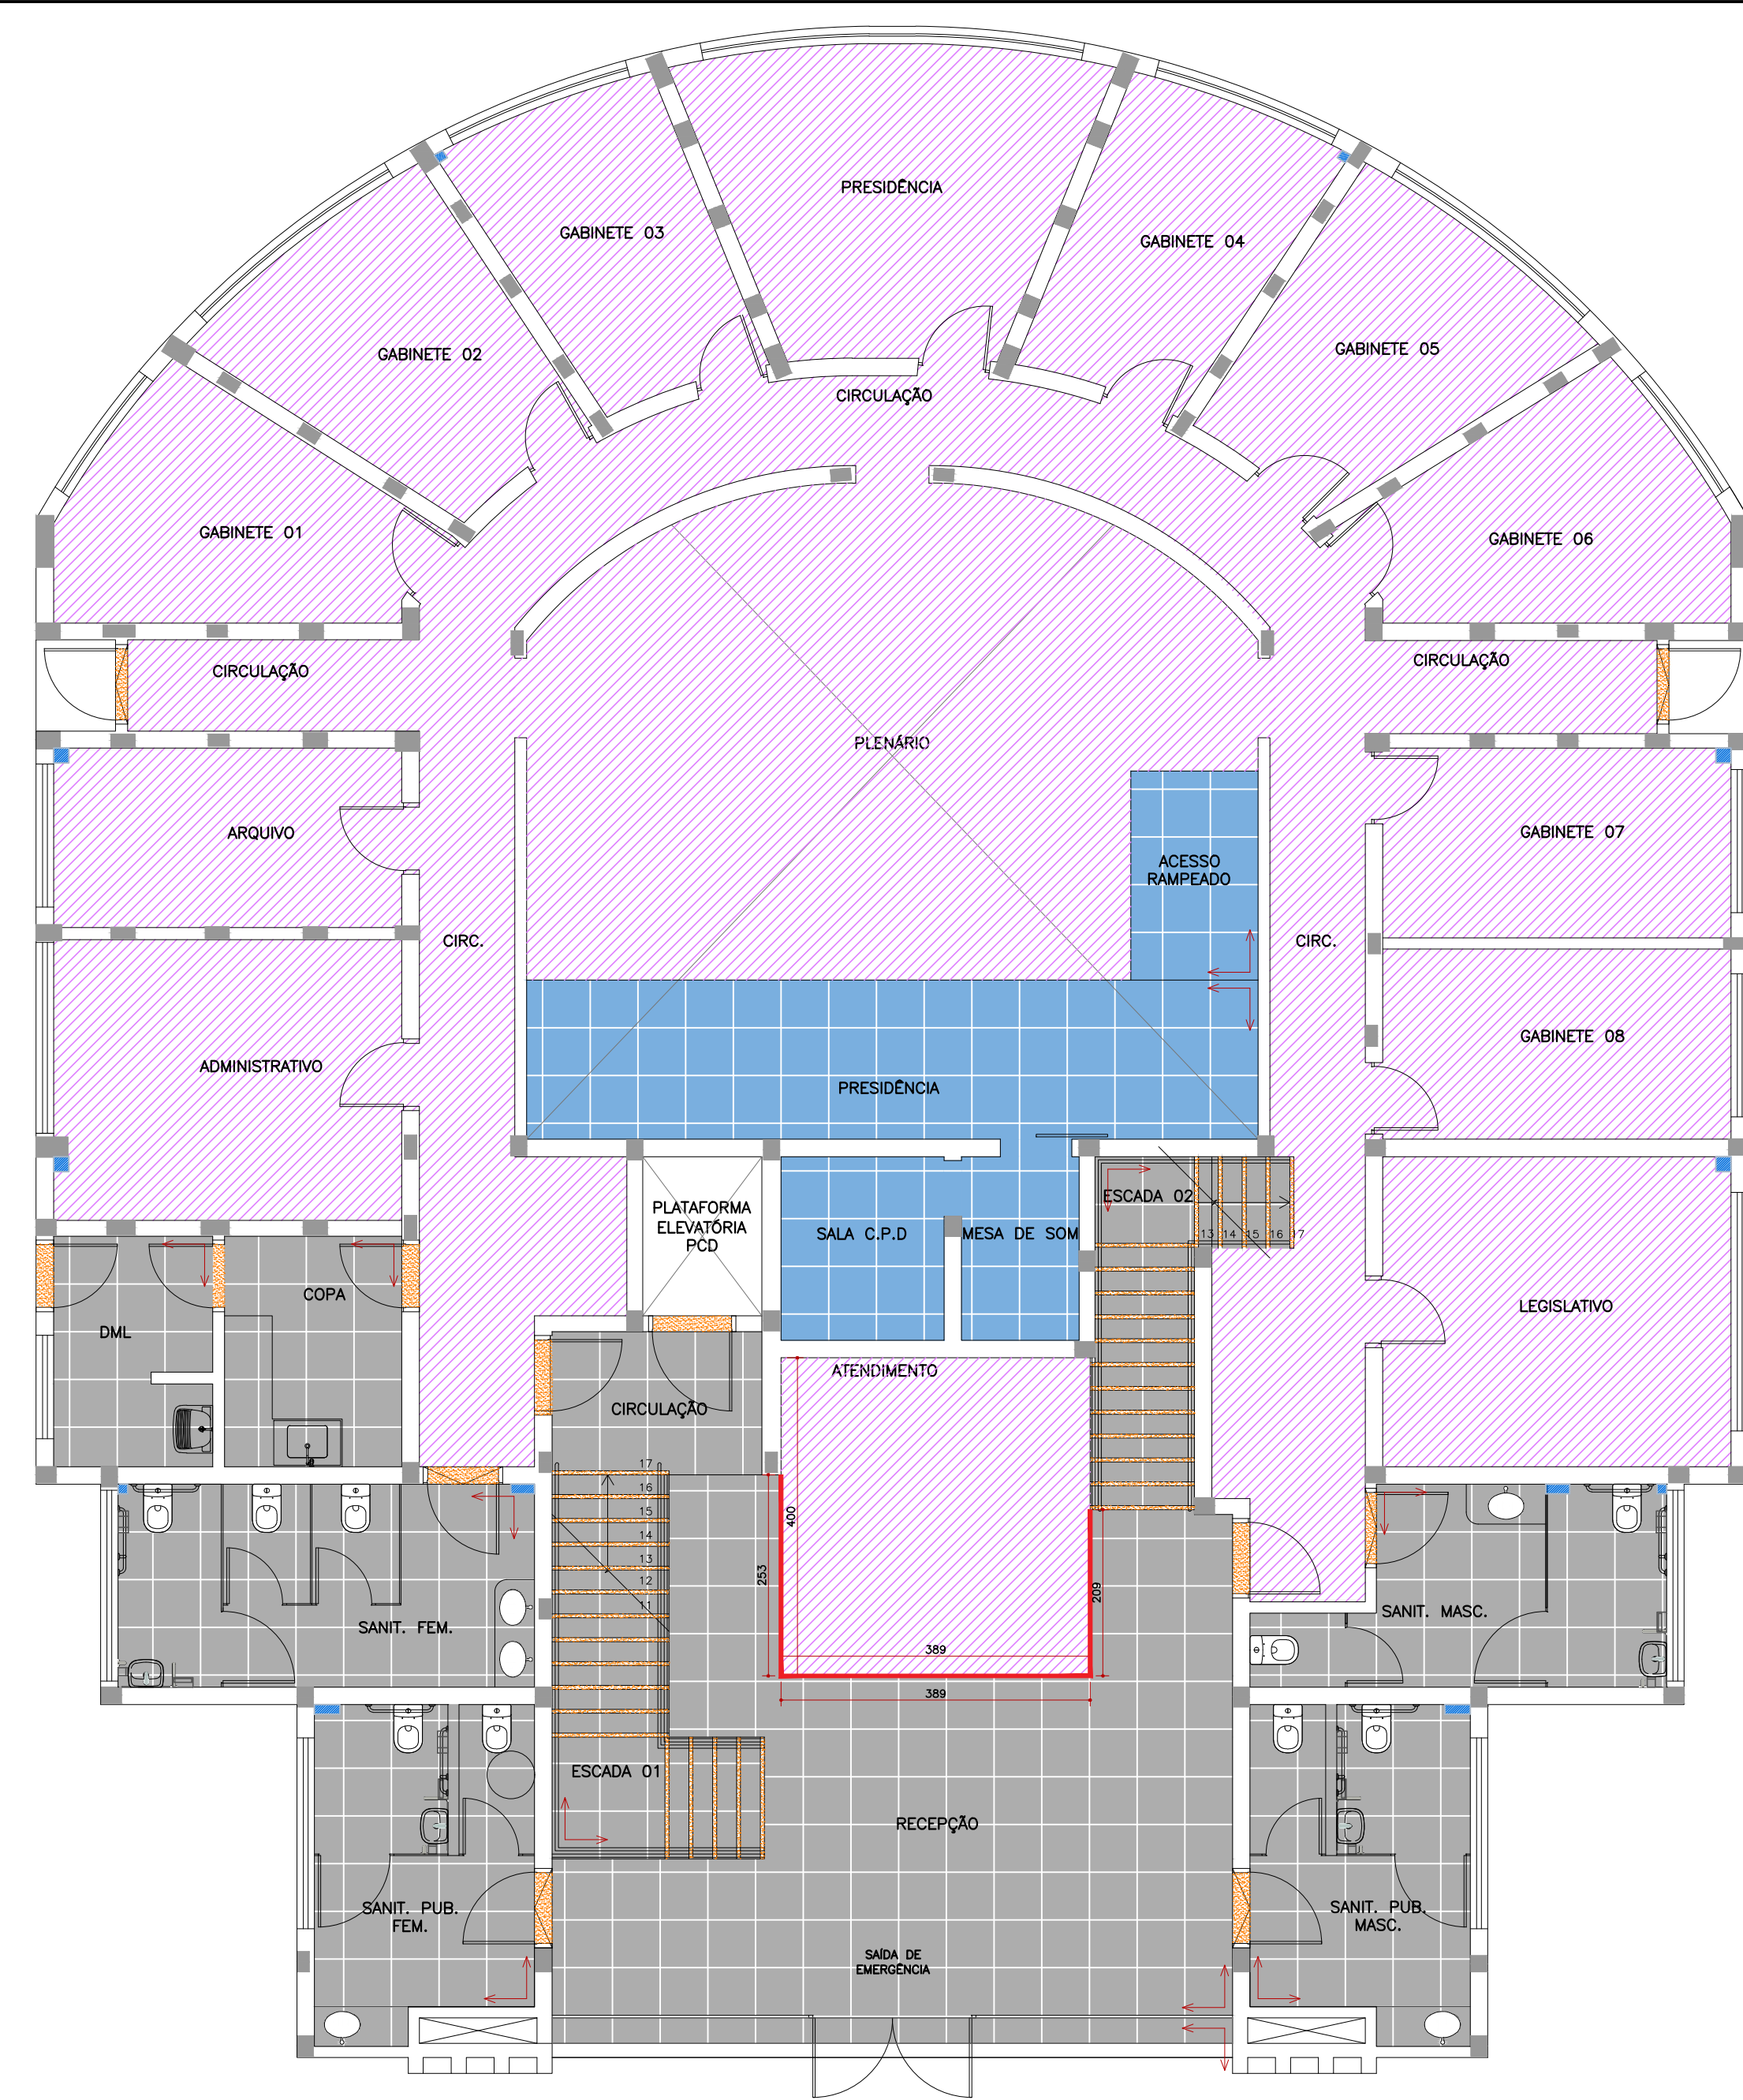 PRESIDÊNCIA
GABINETE 03
GABINETE 04
GABINETE 02
GABINETE 05
CIRCULAÇÃO
GABINETE 01
GABINETE 06
CIRCULAÇÃO
CIRCULAÇÃO
PLENÁRIO
ARQUIVO
GABINETE 07
ACESSO
RAMPEADO
CIRC.
CIRC.
GABINETE 08
ADMINISTRATIVO
PRESIDÊNCIA
PLATAFORMA
ELEVATÓRIA
PCD
ESCADA 02
SALA C.P.D
MESA DE SOM
13 14 15 16 17
COPA
LEGISLATIVO
DML
ATENDIMENTO
CIRCULAÇÃO
17
16
15
14
13
12
11
400
253
209
SANIT. FEM.
SANIT. MASC.
389
389
ESCADA 01
RECEPÇÃO
SANIT. PUB.
FEM.
SANIT. PUB.
MASC.
SAÍDA DE
EMERGÊNCIA